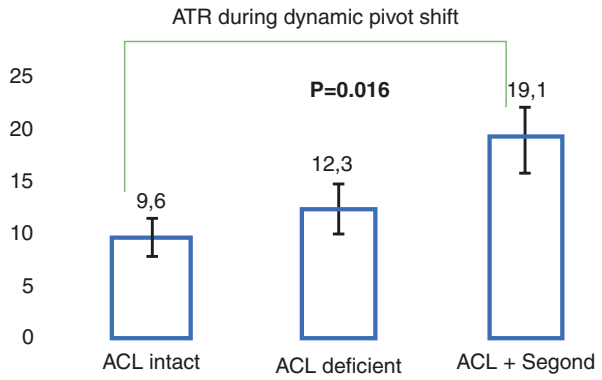 ATR during dynamic pivot shift
25
20
15
10
5
0
P=0.016
9,6
12,3
19,1
ACL intact
ACL deficient
ACL + Segond